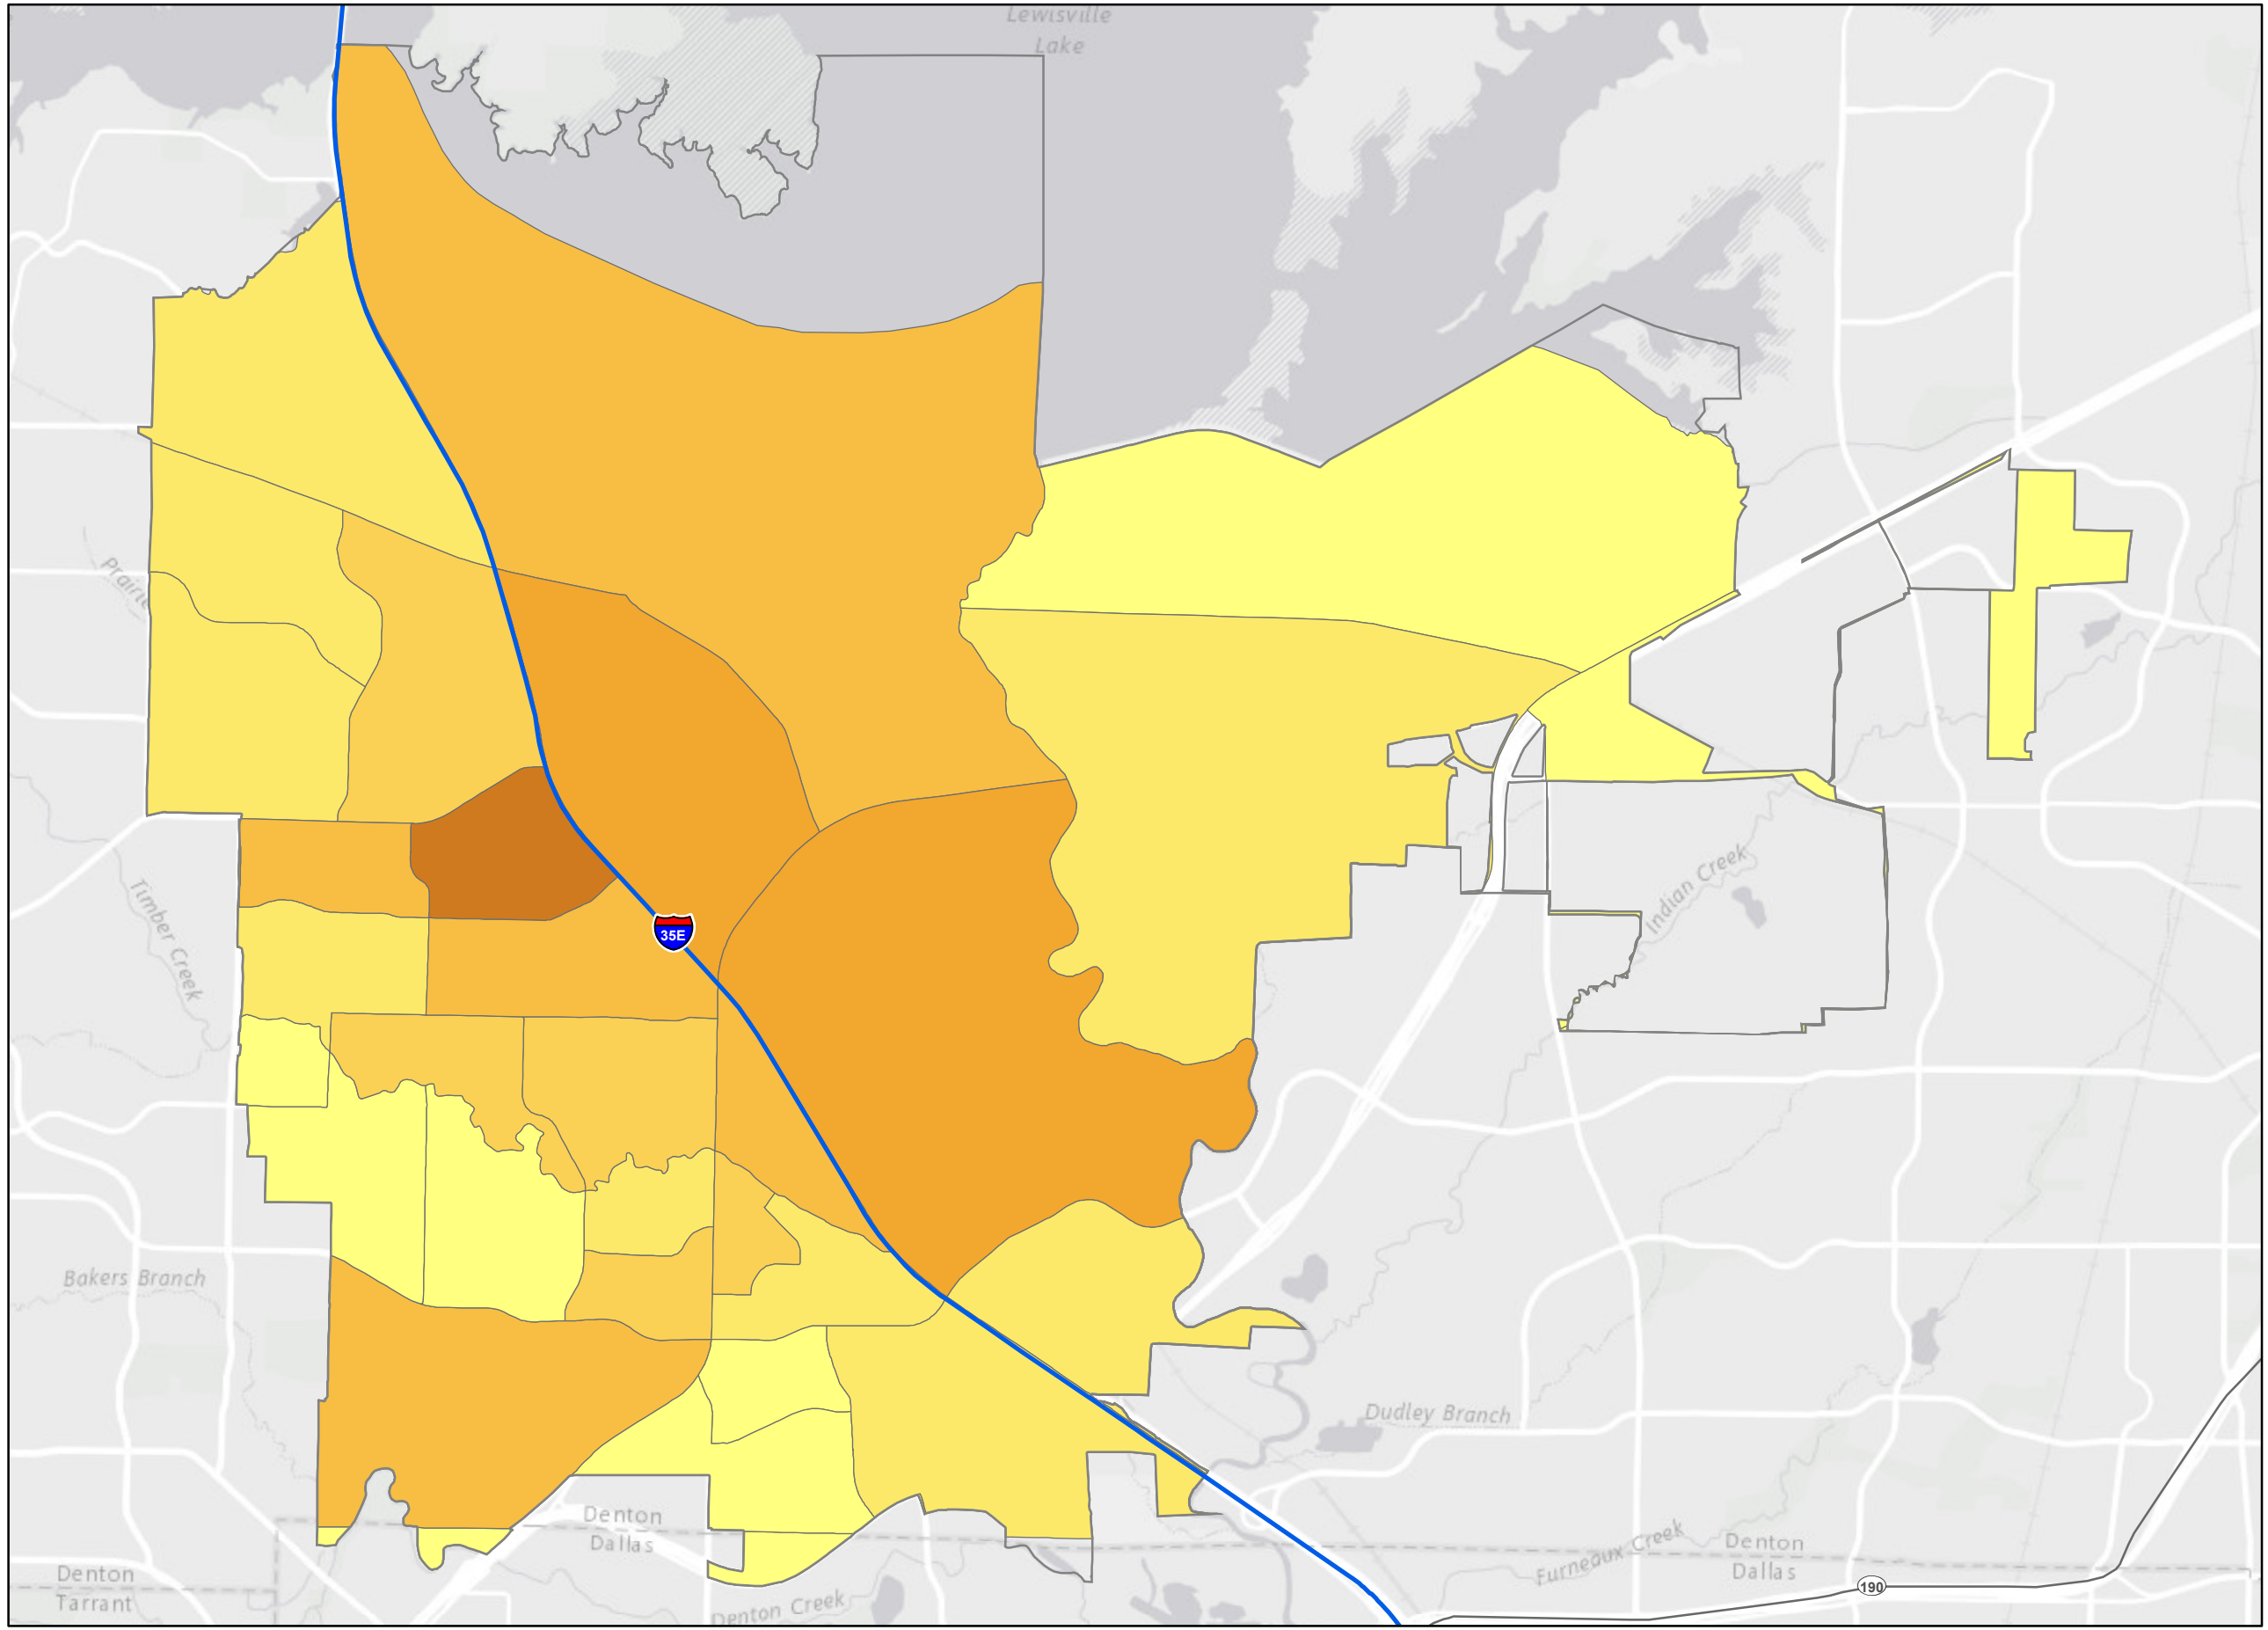 Lewisville
Lake
Prairie
Timber Creek
35E
Indian Creek
Bakers Branch
Dudley Branch
Denton
Dallas
Furneaux Creek
Denton
Dallas
Denton
Tarrant
Denton Creek
190